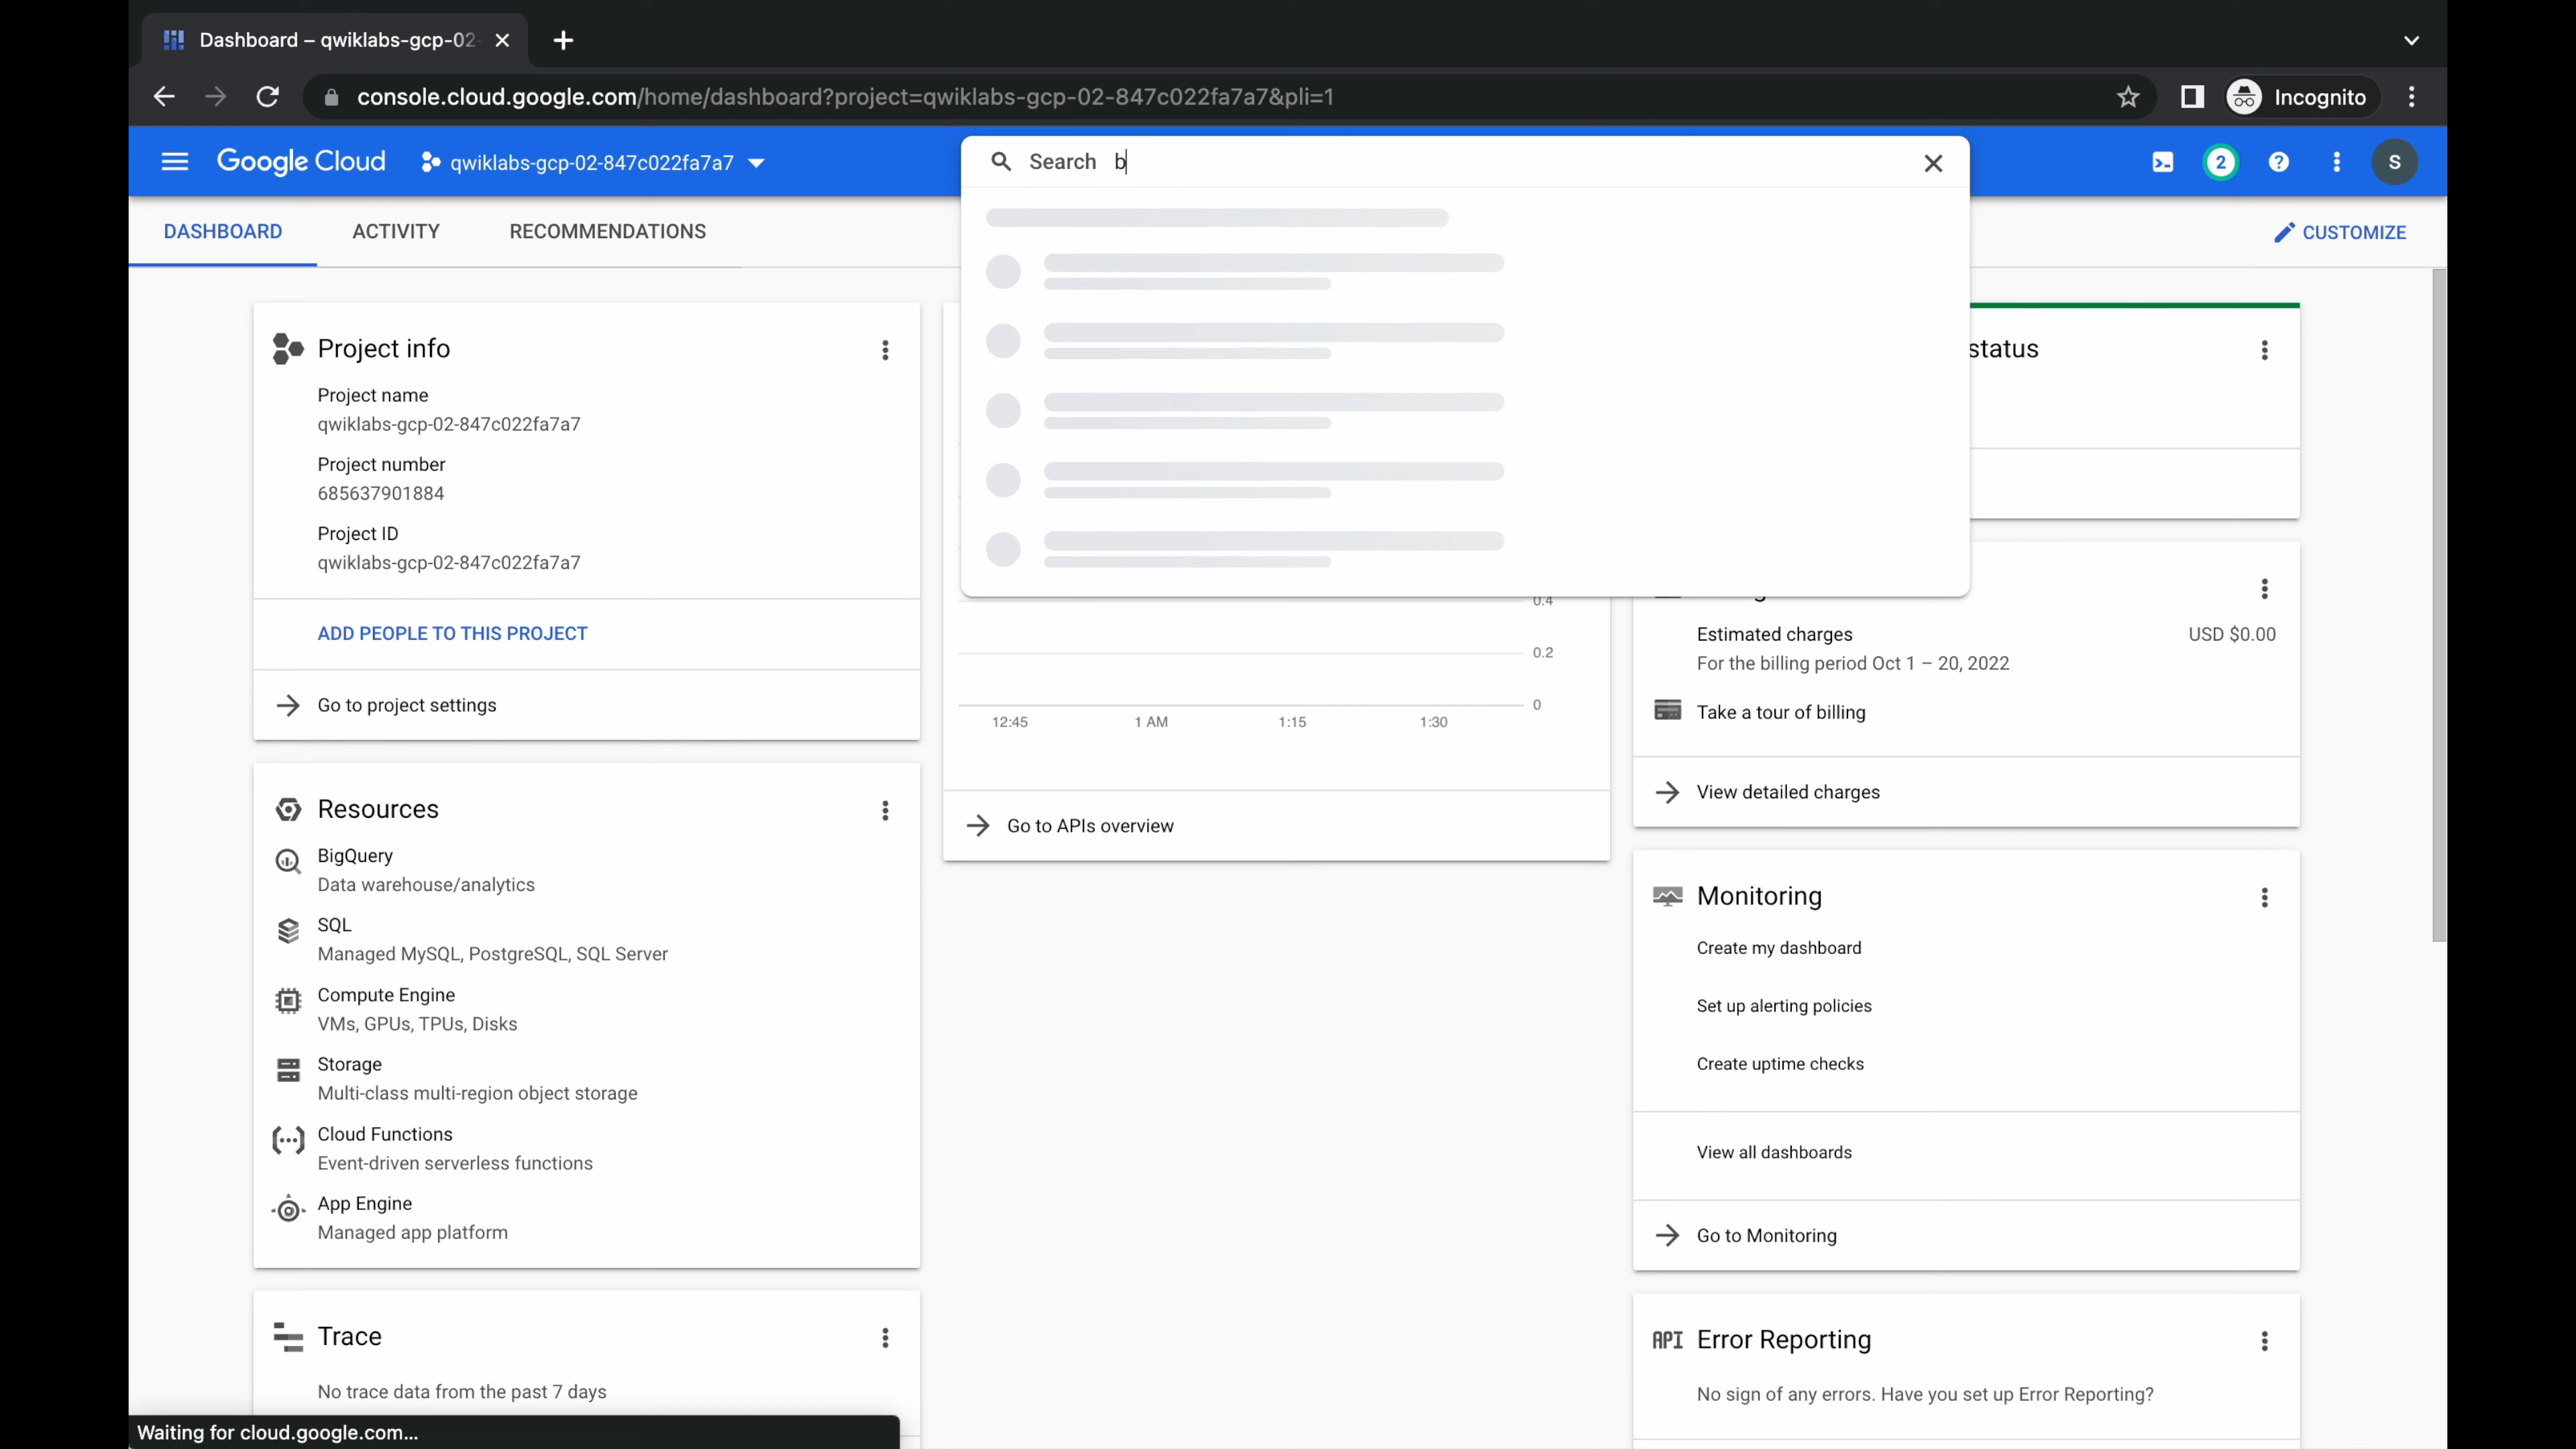 Dashboard – qwiklabs-gcp-02-
console.cloud.google.com/home/dashboard?project=qwiklabs-gcp-02-847c022fa7a7&pli=1
Incognito
Google Cloud
qwiklabs-gcp-02-847c022fa7a7
Search b
2
S
DASHBOARD
ACTIVITY
RECOMMENDATIONS
CUSTOMIZE
Project info
Project name
qwiklabs-gcp-02-847c022fa7a7
Project number
685637901884
Project ID
qwiklabs-gcp-02-847c022fa7a7
ADD PEOPLE TO THIS PROJECT
Go to project settings
Resources
BigQuery
Data warehouse/analytics
SQL
Managed MySQL, PostgreSQL, SQL Server
Compute Engine
VMs, GPUs, TPUs, Disks
Storage
Multi-class multi-region object storage
Cloud Functions
Event-driven serverless functions
App Engine
Managed app platform
Trace
No trace data from the past 7 days
0.4
0.2
0
12:45 1 AM 1:15 1:30
Go to APIs overview
status
Estimated charges USD $0.00
For the billing period Oct 1 – 20, 2022
Take a tour of billing
View detailed charges
Monitoring
Create my dashboard
Set up alerting policies
Create uptime checks
View all dashboards
Go to Monitoring
API Error Reporting
No sign of any errors. Have you set up Error Reporting?
Waiting for cloud.google.com...